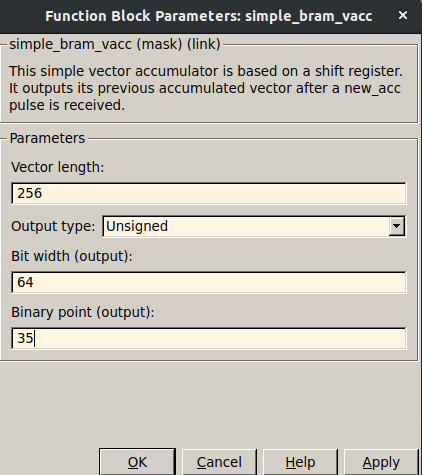 Function Block Parameters: simple_bram_vacc
simple_bram_vacc (mask) (link)
This simple vector accumulator is based on a shift register.
It outputs its previous accumulated vector after a new_acc
pulse is received.
Parameters
Vector length:
256
Output type: Unsigned
Bit width (output):
64
Binary point (output):
35
OK Cancel Help Apply